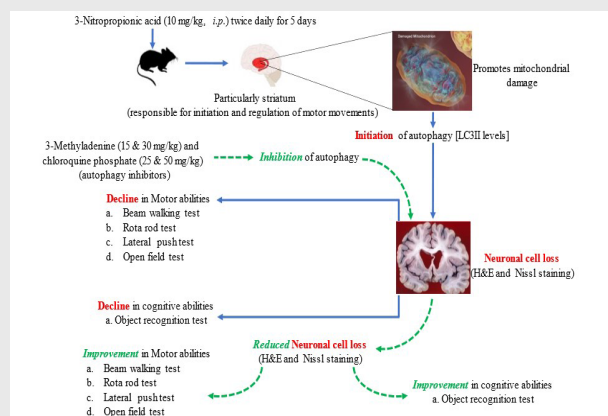 3-Nitropropionic acid (10 mg/kg, i.p.) twice daily for 5 days
Promotes mitochondrial
damage
Particularly striatum
(responsible for initiation and regulation of motor movements)
Initiation of autophagy [LC3II levels]
3-Methyladenine (15 & 30 mg/kg) and
chloroquine phosphate (25 & 50 mg/kg)
(autophagy inhibitors)
Inhibition of autophagy
Decline in Motor abilities
a. Beam walking test
b. Rota rod test
c. Lateral push test
d. Open field test
Neuronal cell loss
(H&E and Nissl staining)
Decline in cognitive abilities
a. Object recognition test
Reduced Neuronal cell loss
(H&E and Nissl staining)
Improvement in Motor abilities
a. Beam walking test
b. Rota rod test
c. Lateral push test
d. Open field test
Improvement in cognitive abilities
a. Object recognition test